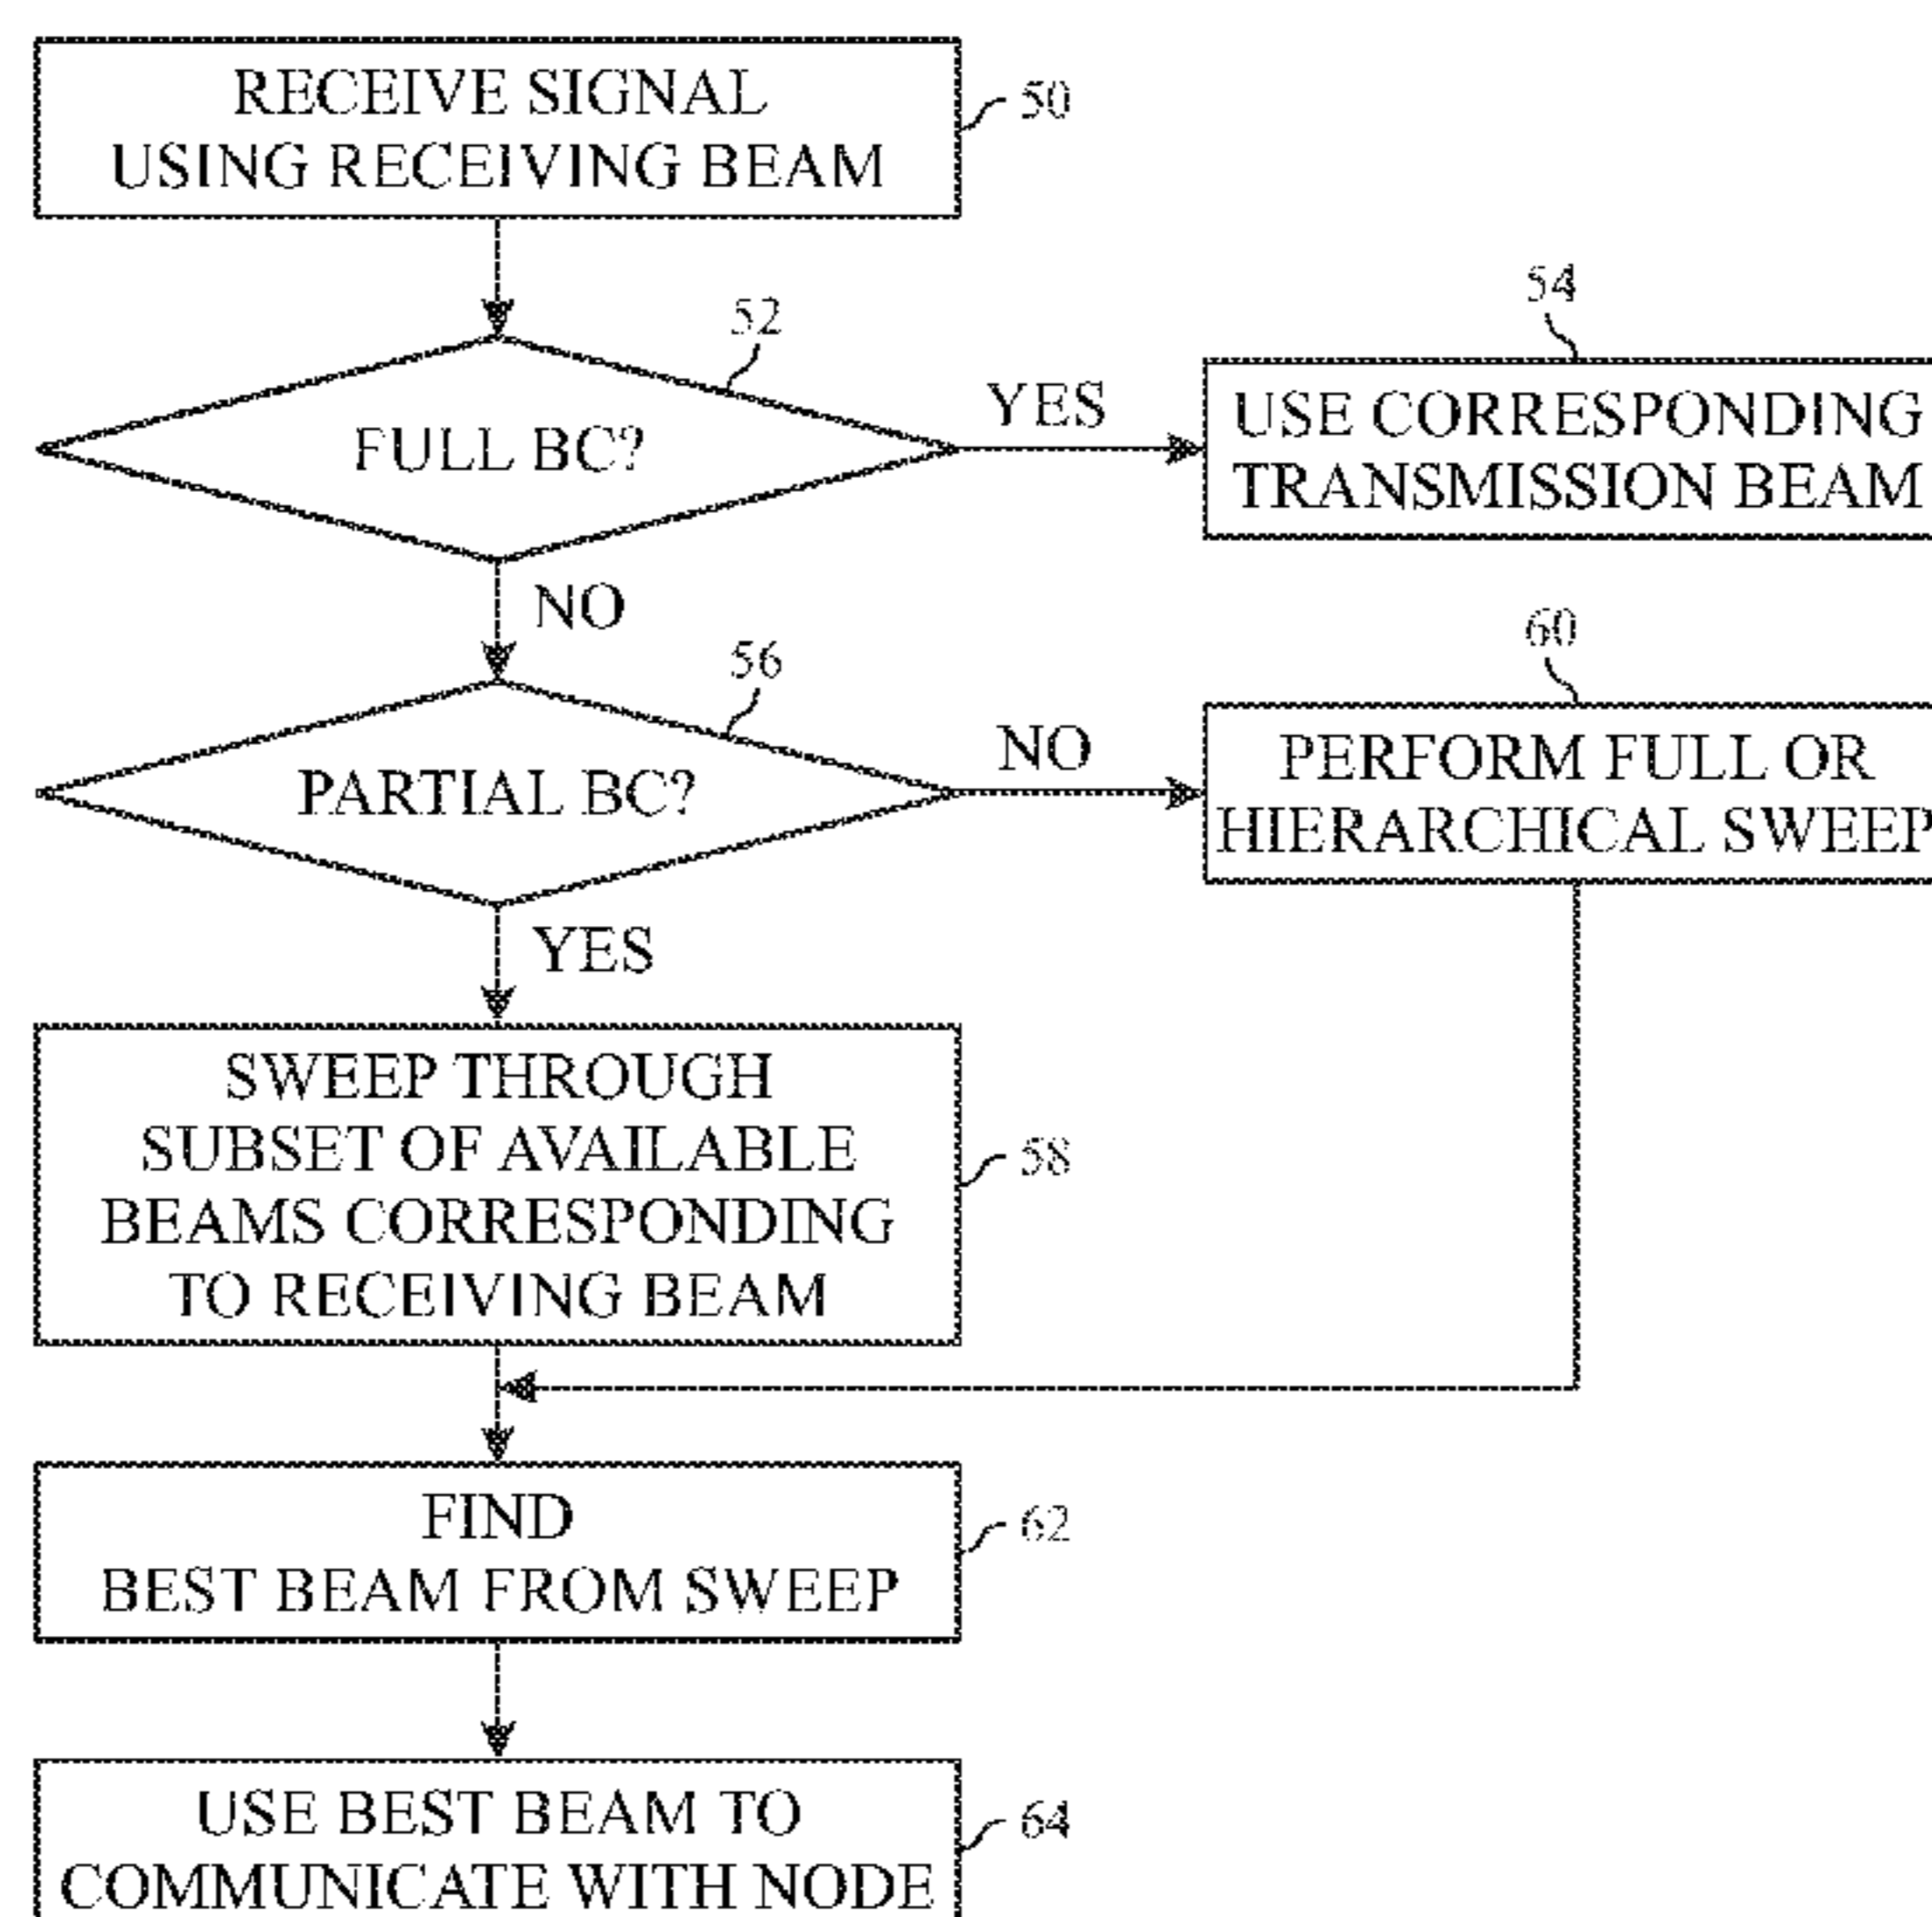 RECEIVE SIGNAL
USING RECEIVING BEAM
50
52
FULL BC?
YES
54
USE CORRESPONDING
TRANSMISSION BEAM
NO
56
PARTIAL BC?
NO
60
PERFORM FULL OR
HIERARCHICAL SWEEP
YES
SWEEP THROUGH
SUBSET OF AVAILABLE
BEAMS CORRESPONDING
TO RECEIVING BEAM
58
FIND
BEST BEAM FROM SWEEP
62
USE BEST BEAM TO
COMMUNICATE WITH NODE
64